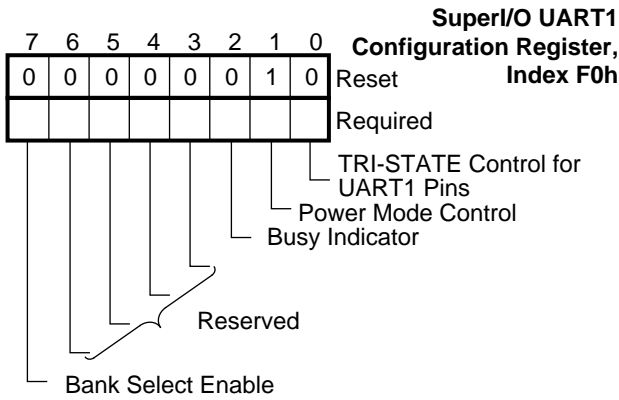 SuperI/O UART1
Configuration Register,
Index F0h
7 6 5 4 3 2 1 0
0 0 0 0 0 0 1 0 Reset
Required
TRI-STATE Control for
UART1 Pins
Power Mode Control
Busy Indicator
Reserved
Bank Select Enable